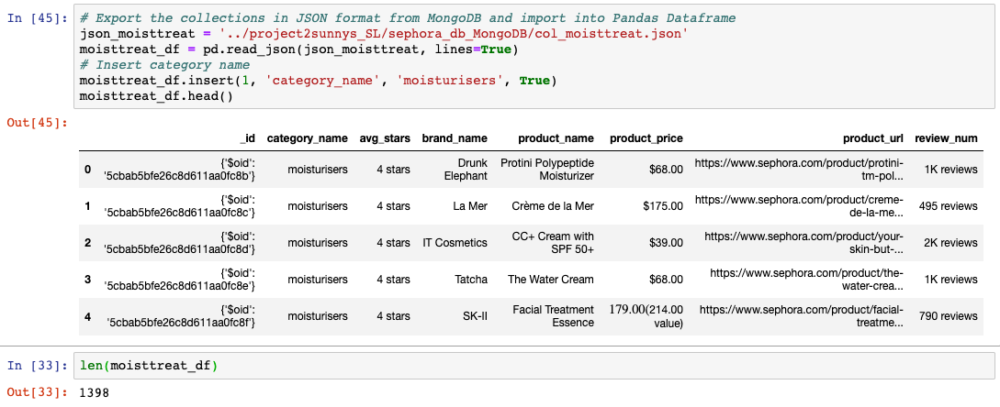 In [45]: # Export the collections in JSON format from MongoDB and import into Pandas Dataframe
json_moisttreat = '../project2sunnys_SL/sephora_db_MongoDB/col_moisttreat.json'
moisttreat_df = pd.read_json(json_moisttreat, lines=True)
# Insert category name
moisttreat_df.insert(1, 'category_name', 'moisturisers', True)
moisttreat_df.head()
Out[45]:
_id category_name avg_stars brand_name product_name product_price product_url review_num
0 {'$oid': '5cbab5bfe26c8d611aa0fc8b'} moisturisers 4 stars Drunk Elephant Protini Polypeptide Moisturizer $68.00 https://www.sephora.com/product/protini-tm-pol... 1K reviews
1 {'$oid': '5cbab5bfe26c8d611aa0fc8c'} moisturisers 4 stars La Mer Crème de la Mer $175.00 https://www.sephora.com/product/creme-de-la-me... 495 reviews
2 {'$oid': '5cbab5bfe26c8d611aa0fc8d'} moisturisers 4 stars IT Cosmetics CC+ Cream with SPF 50+ $39.00 https://www.sephora.com/product/your-skin-but-... 2K reviews
3 {'$oid': '5cbab5bfe26c8d611aa0fc8e'} moisturisers 4 stars Tatcha The Water Cream $68.00 https://www.sephora.com/product/the-water-crea... 1K reviews
4 {'$oid': '5cbab5bfe26c8d611aa0fc8f'} moisturisers 4 stars SK-II Facial Treatment Essence 179.00(214.00 value) https://www.sephora.com/product/facial-treatme... 790 reviews
In [33]: len(moisttreat_df)
Out[33]: 1398